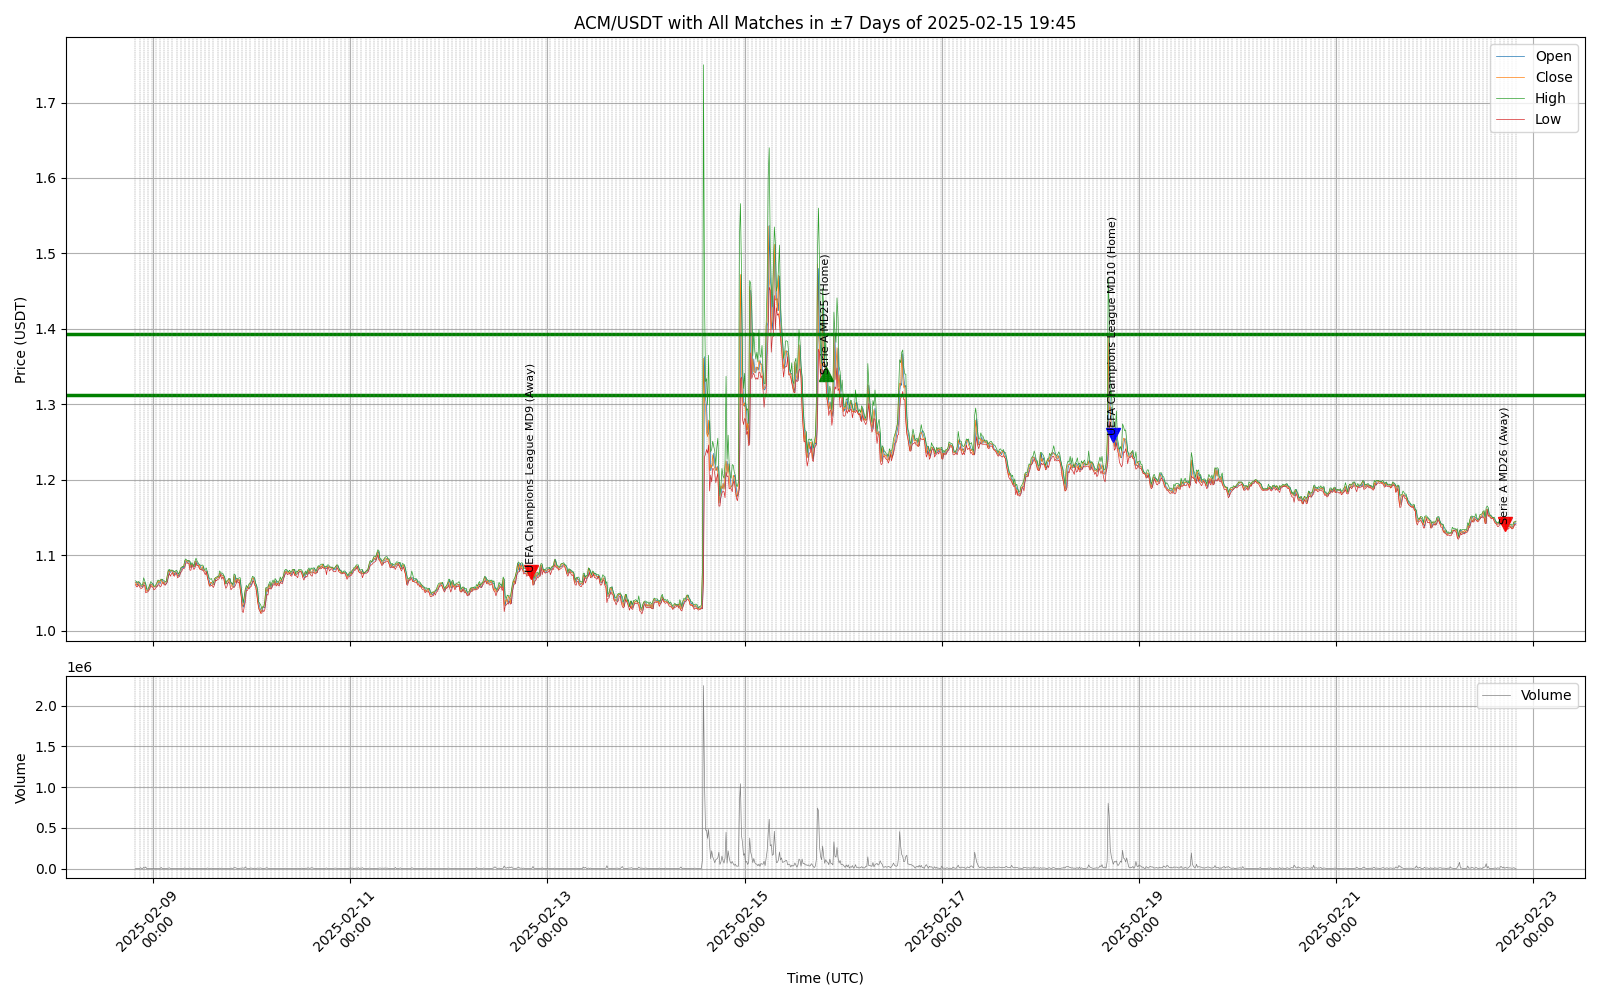 ACM/USDT with All Matches in ±7 Days of 2025-02-15 19:45
Open
Close
High
Low
Price (USDT)
1.7
1.6
1.5
1.4
1.3
1.2
1.1
1.0
UEFA Champions League MD9 (Away)
Serie A MD25 (Home)
UEFA Champions League MD10 (Home)
Serie A MD26 (Away)
1e6
Volume
Volume
2.0
1.5
1.0
0.5
0.0
2025-02-09
00:00
2025-02-11
00:00
2025-02-13
00:00
2025-02-15
00:00
2025-02-17
00:00
2025-02-19
00:00
2025-02-21
00:00
2025-02-23
00:00
Time (UTC)